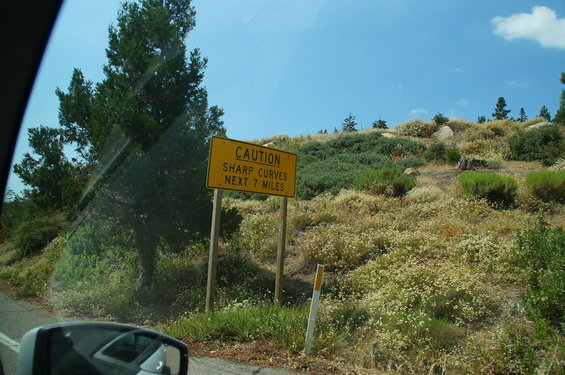 CAUTION
SHARP CURVES
NEXT 7 MILES